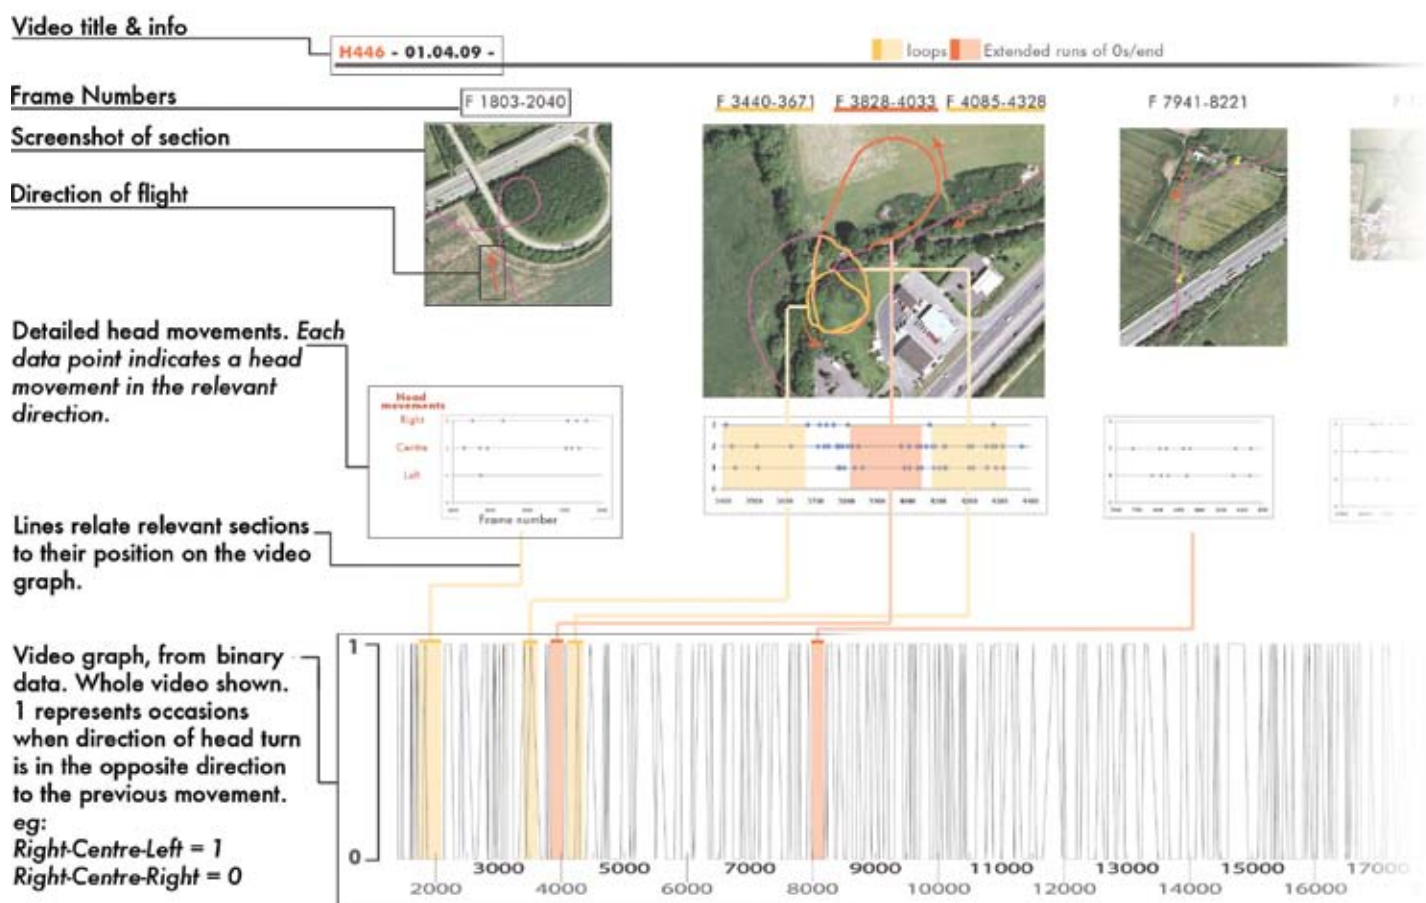 Video title & info
H446 - 01.04.09 -
loops
Extended runs of 0s/end
Frame Numbers
F 1803-2040
F 3440-3671
F 3828-4033
F 4085-4328
F 7941-8221
Screenshot of section
Direction of flight
Detailed head movements. Each
data point indicates a head
movement in the relevant
direction.
Head
movements
Right
Centre
Left
Frame number
Lines relate relevant sections
to their position on the video
graph.
Video graph, from binary
data. Whole video shown.
1 represents occasions
when direction of head turn
is in the opposite direction
to the previous movement.
eg:
Right-Centre-Left = 1
Right-Centre-Right = 0
1
0
3000 5000 7000 9000 11000 13000 15000 17000
2000 4000 6000 8000 10000 12000 14000 16000